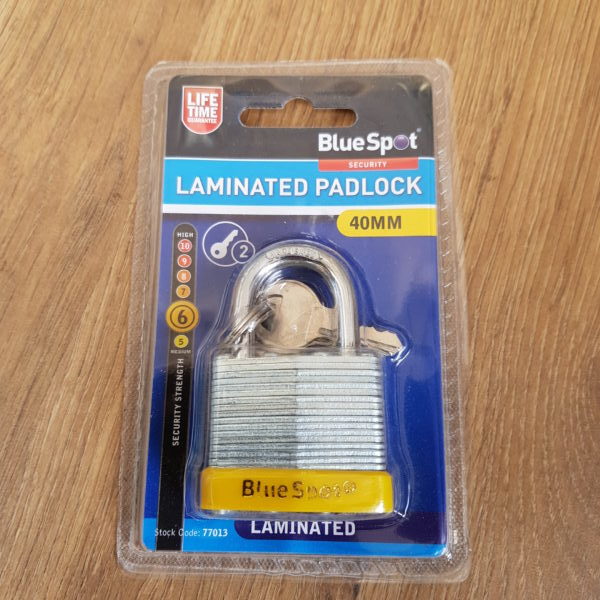 LIFE
TIME
GUARANTEE
BlueSpot
SECURITY
LAMINATED PADLOCK
40MM
2
HIGH
10
9
8
7
6
5
MEDIUM
SECURITY STRENGTH
BlueSpot®
LAMINATED
Stock Code: 77013